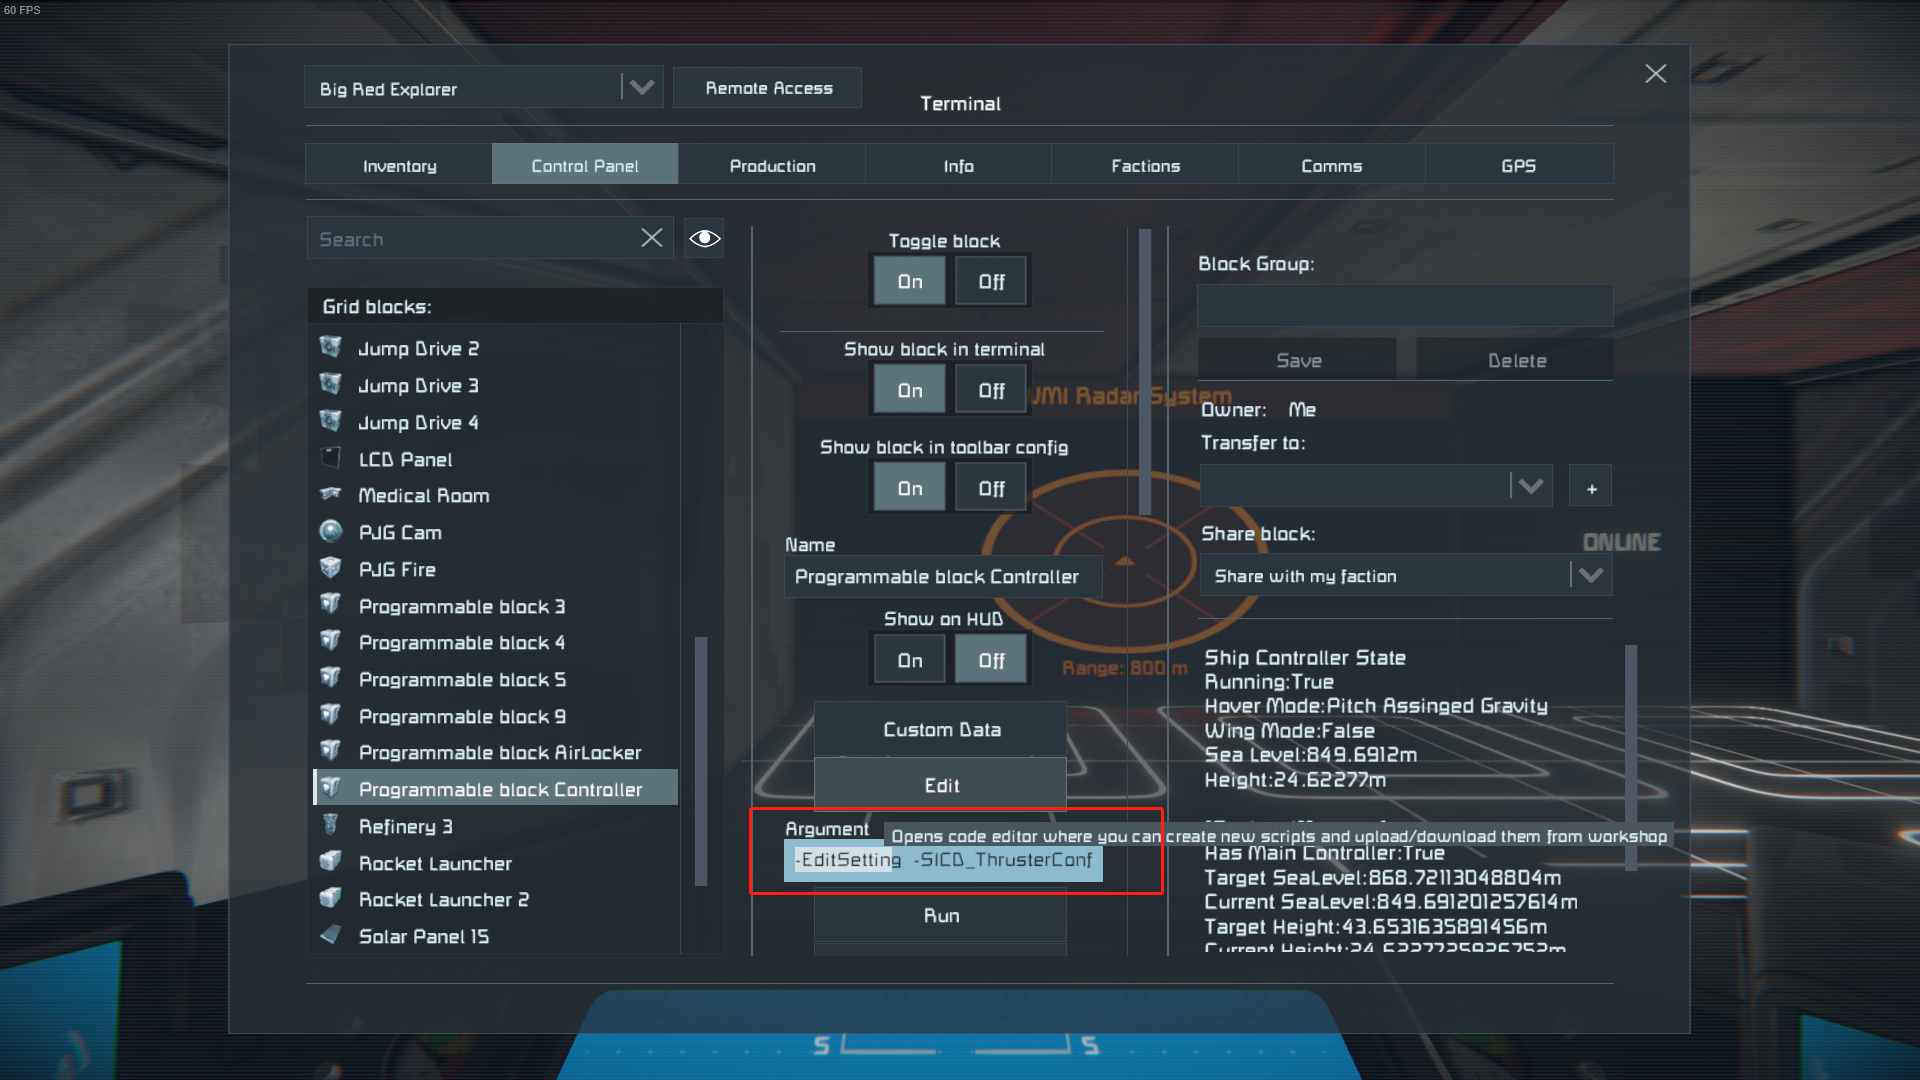 60 FPS
Big Red Explorer
Remote Access
Terminal
Inventory
Control Panel
Production
Info
Factions
Comms
GPS
Search
Grid blocks:
Jump Drive 2
Jump Drive 3
Jump Drive 4
LCD Panel
Medical Room
PJG Cam
PJG Fire
Programmable block 3
Programmable block 4
Programmable block 5
Programmable block 9
Programmable block AirLocker
Programmable block Controller
Refinery 3
Rocket Launcher
Rocket Launcher 2
Solar Panel 15
Toggle block
On Off
Show block in terminal
On Off
Show block in toolbar config
On Off
Name
Programmable block Controller
Show on HUD
On Off
Custom Data
Edit
Argument
Opens code editor where you can create new scripts and upload/download them from workshop
-EditSetting -SICD_ThrusterConf
Run
Radar System
Range: 800 m
ONLINE
Block Group:
Save
Delete
Owner: Me
Transfer to:
+
Share block:
Share with my faction
Ship Controller State
Running:True
Hover Mode:Pitch Assinged Gravity
Wing Mode:False
Sea Level:849.6912m
Height:24.62277m
Has Main Controller:True
Target SeaLevel:868.72113048804m
Current SeaLevel:849.691201257614m
Target Height:43.6531635891456m
Current Height:24.6227725926752m
5
5